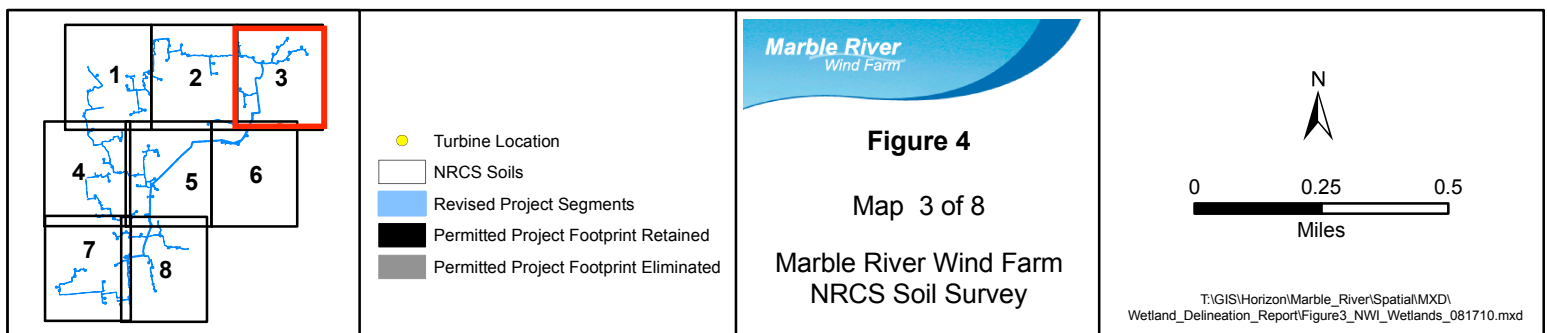 1
2
3
4
5
6
7
8
Turbine Location
NRCS Soils
Revised Project Segments
Permitted Project Footprint Retained
Permitted Project Footprint Eliminated
Marble River
Wind Farm
Figure 4
Map 3 of 8
Marble River Wind Farm
NRCS Soil Survey
N
0 0.25 0.5
Miles
T:\GIS\Horizon\Marble_River\Spatial\MXD\
Wetland_Delineation_Report\Figure3_NWI_Wetlands_081710.mxd